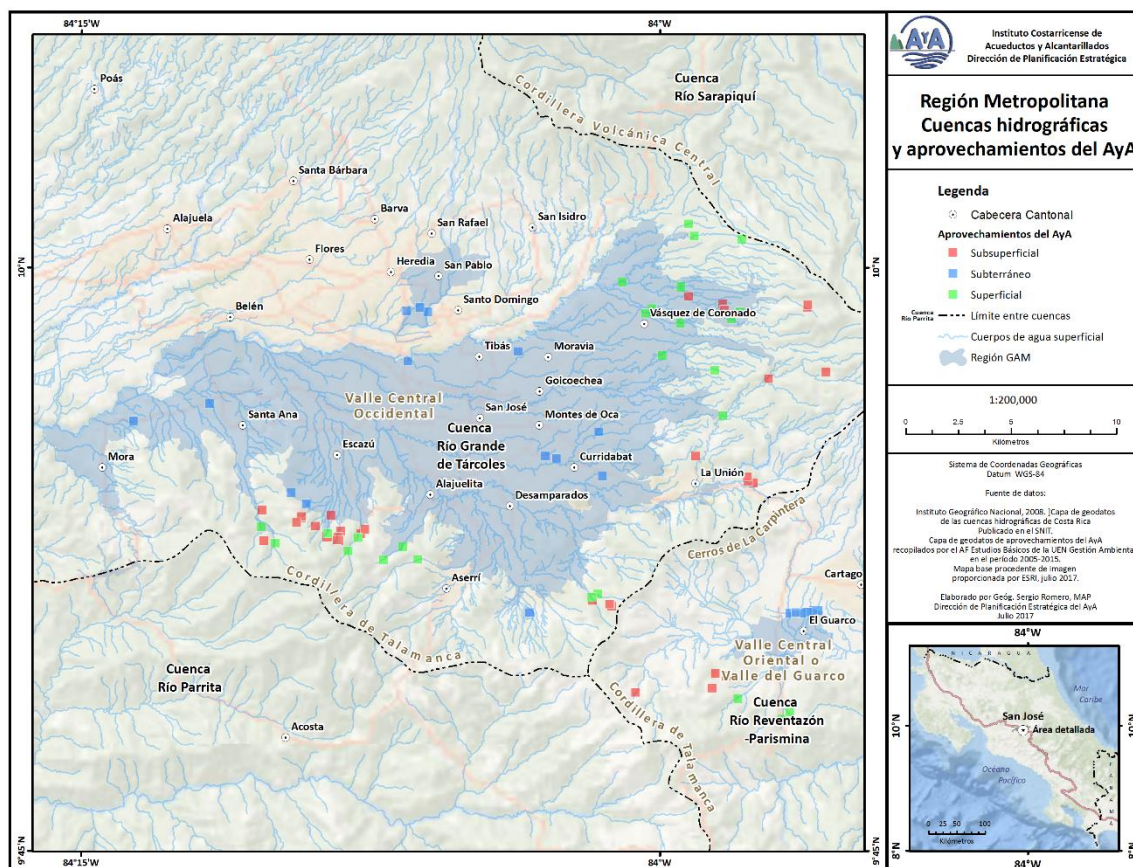 84°15'W
84°W
Poás
Cuenca
Río Sarapiquí
Cordillera Volcánica Central
Santa Bárbara
Barva
San Rafael
San Isidro
Alajuela
Flores
Heredia
San Pablo
10°N
10°N
Santo Domingo
Belén
Vásquez de Coronado
Tibás
Moravia
Goicoechea
Valle Central
Occidental
San José
Montes de Oca
Santa Ana
Cuenca
Río Grande
de Tárcoles
Escazú
Mora
Curridabat
La Unión
Alajuelita
Desamparados
Cerros de La Carpintera
Aserrí
Cartago
El Guarco
Cordillera de Talamanca
Valle Central
Oriental o
Valle del Guarco
Cuenca
Río Parrita
Cuenca
Río Reventazón
-Parismina
Cordillera de Talamanca
Acosta
9°45'N
9°45'N
84°15'W
84°W
AyA
Instituto Costarricense de
Acueductos y Alcantarillados
Dirección de Planificación Estratégica
Región Metropolitana
Cuencas hidrográficas
y aprovechamientos del AyA
Legenda
Cabecera Cantonal
Aprovechamientos del AyA
Subsuperficial
Subterráneo
Superficial
Cuenca
Río Parrita
Límite entre cuencas
Cuerpos de agua superficial
Región GAM
1:200,000
0 2.5 5 10
Kilómetros
Sistema de Coordenadas Geográficas
Datum WGS-84
Fuente de datos:
Instituto Geográfico Nacional, 2008. ]Capa de geodatos
de las cuencas hidrográficas de Costa Rica
Publicado en el SNIT.
Capa de geodatos de aprovechamientos del AyA
recopilados por el AF Estudios Básicos de la UEN Gestión Ambienta
en el período 2005-2015.
Mapa base procedente de imagen
proporcionada por ESRI, julio 2017.
Elaborado por Geóg. Sergio Romero, MAP
Dirección de Planificación Estratégica del AyA
Julio 2017
84°W
NICARAGUA
Mar
Caribe
San José
Área detallada
10°N
10°N
Océano
Pacífico
PANAMA
0 25 50 100
Kilómetros
8°N
8°N
84°W